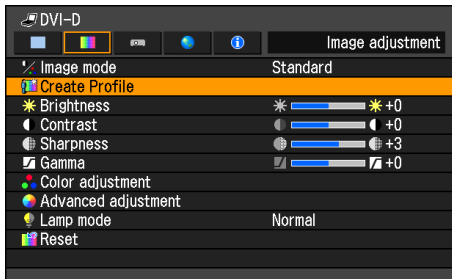 DVI-D
Image adjustment
Image mode Standard
Create Profile
Brightness +0
Contrast +0
Sharpness +3
Gamma +0
Color adjustment
Advanced adjustment
Lamp mode Normal
Reset